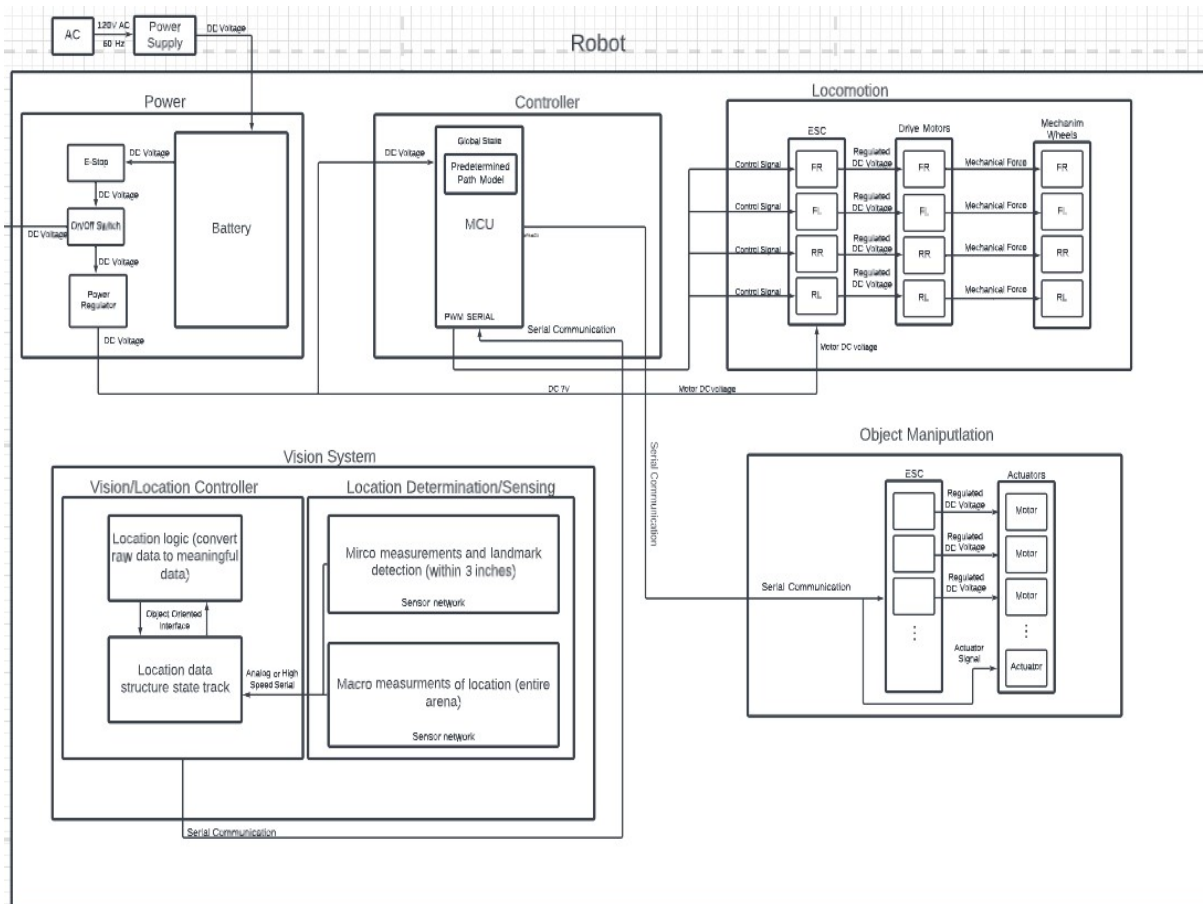 AC
120V AC
60 Hz
Power
Supply
DC Voltage
Robot
Power
E-Stop
DC Voltage
DC Voltage
On/Off Switch
DC Voltage
DC Voltage
Power
Regulator
DC Voltage
Battery
Controller
DC Voltage
Global State
Predetermined
Path Model
MCU
PWM SERIAL
Serial Communication
DC 7V
Motor DC voltage
Locomotion
ESC
Drive Motors
Mechanim
Wheels
Control Signal
FR
Regulated
DC Voltage
FR
Mechanical Force
FR
Control Signal
FL
Regulated
DC Voltage
FL
Mechanical Force
FL
Control Signal
RR
Regulated
DC Voltage
RR
Mechanical Force
RR
Control Signal
RL
Regulated
DC Voltage
RL
Mechanical Force
RL
Motor DC voltage
Serial Communication
Vision System
Vision/Location Controller
Location logic (convert
raw data to meaningful
data)
Object Oriented
Interface
Location data
structure state track
Analog or High
Speed Serial
Location Determination/Sensing
Mirco measurements and landmark
detection (within 3 inches)
Sensor network
Macro measurments of location (entire
arena)
Sensor network
Serial Communication
Object Maniputlation
Serial Communication
ESC
Actuators
Regulated
DC Voltage
Motor
Regulated
DC Voltage
Motor
Regulated
DC Voltage
Motor
Actuator
Signal
Actuator